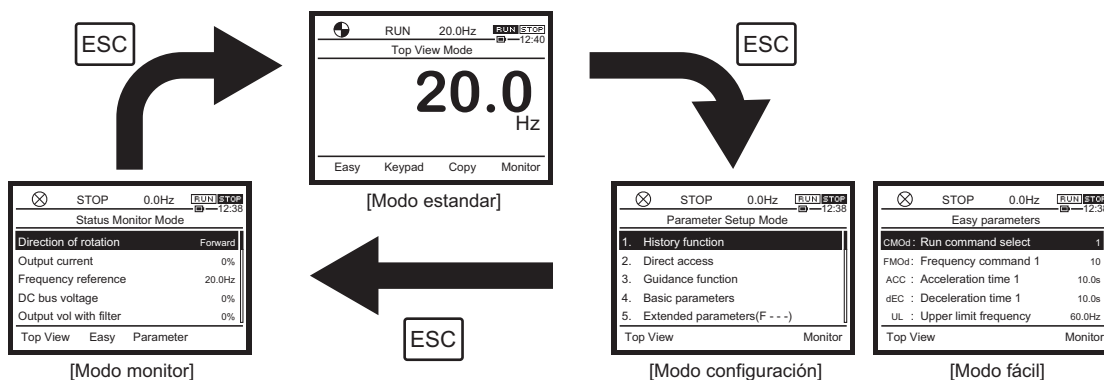 ESC
RUN 20.0Hz RUN STOP
12:40
Top View Mode
20.0
Hz
Easy Keypad Copy Monitor
[Modo estandar]
ESC
STOP 0.0Hz RUN STOP
12:38
Status Monitor Mode
Direction of rotation Forward
Output current 0%
Frequency reference 20.0Hz
DC bus voltage 0%
Output vol with filter 0%
Top View Easy Parameter
[Modo monitor]
ESC
STOP 0.0Hz RUN STOP
12:38
Parameter Setup Mode
1. History function
2. Direct access
3. Guidance function
4. Basic parameters
5. Extended parameters(F - - -)
Top View Monitor
[Modo configuración]
STOP 0.0Hz RUN STOP
12:38
Easy parameters
CMOd: Run command select 1
FMOd: Frequency command 1 10
ACC : Acceleration time 1 10.0s
dEC : Deceleration time 1 10.0s
UL : Upper limit frequency 60.0Hz
Top View Monitor
[Modo fácil]